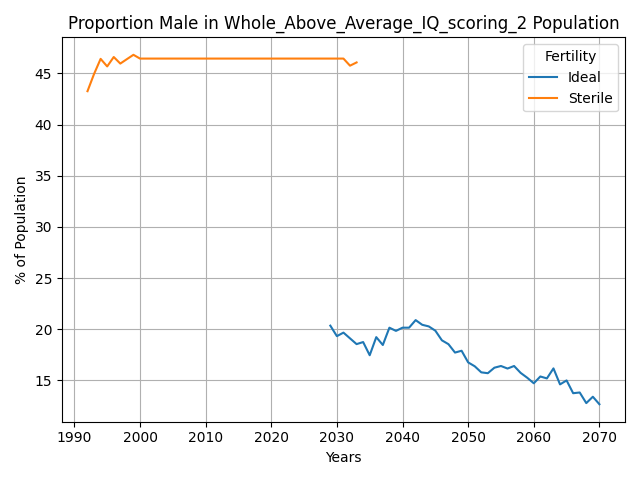 Proportion Male in Whole_Above_Average_IQ_scoring_2 Population
Fertility
Ideal
Sterile
% of Population
45
40
35
30
25
20
15
1990 2000 2010 2020 2030 2040 2050 2060 2070
Years